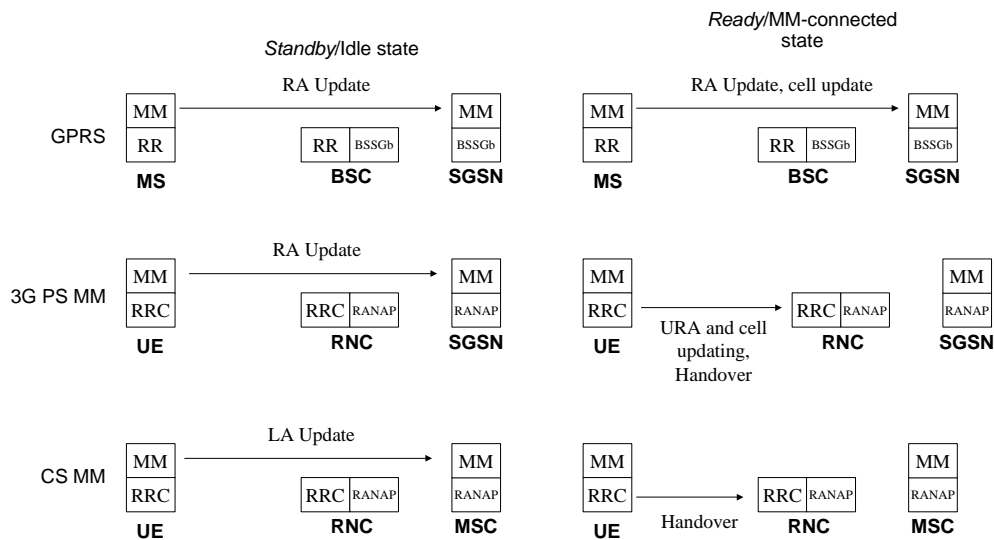 Standby/Idle state
Ready/MM-connected
state
RA Update
RA Update, cell update
GPRS
MM
RR
MS
RR BSSGb
BSC
MM
BSSGb
SGSN
MM
RR
MS
RR BSSGb
BSC
MM
BSSGb
SGSN
3G PS MM
RA Update
MM
RRC
UE
RRC RANAP
RNC
MM
RANAP
SGSN
MM
RRC
UE
URA and cell
updating,
Handover
RRC RANAP
RNC
MM
RANAP
SGSN
CS MM
LA Update
MM
RRC
UE
RRC RANAP
RNC
MM
RANAP
MSC
MM
RRC
UE
Handover
RRC RANAP
RNC
MM
RANAP
MSC